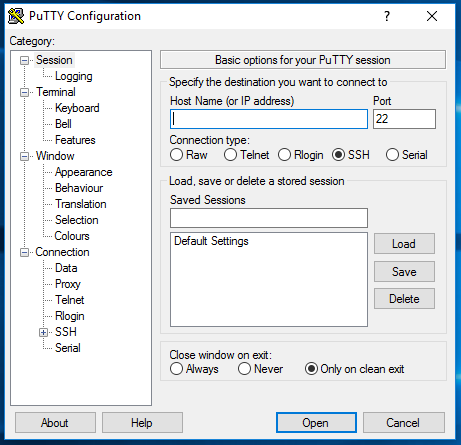 PuTTY Configuration
Category:
Session
Logging
Terminal
Keyboard
Bell
Features
Window
Appearance
Behaviour
Translation
Selection
Colours
Connection
Data
Proxy
Telnet
Rlogin
SSH
Serial
Basic options for your PuTTY session
Specify the destination you want to connect to
Host Name (or IP address) Port
22
Connection type:
Raw Telnet Rlogin SSH Serial
Load, save or delete a stored session
Saved Sessions
Default Settings
Load
Save
Delete
Close window on exit:
Always Never Only on clean exit
About Help Open Cancel